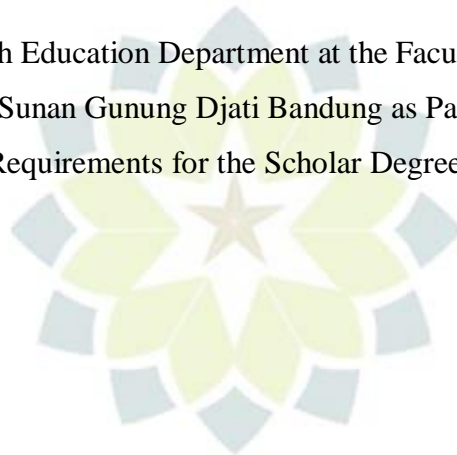 h Education Department at the Facu
Sunan Gunung Djati Bandung as Pa
Requirements for the Scholar Degree